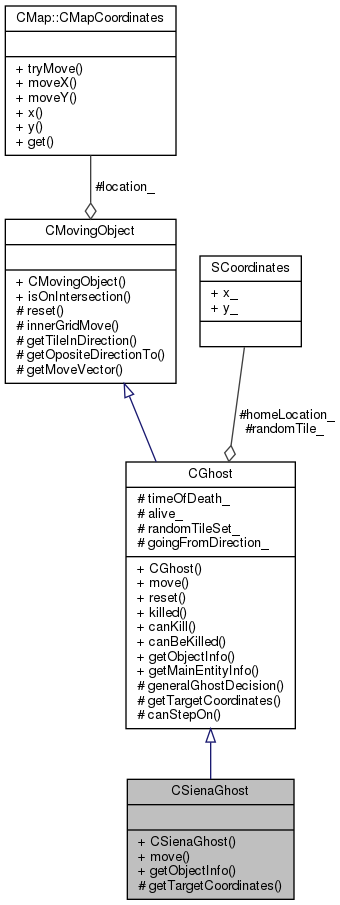 CMap::CMapCoordinates
+ tryMove()
+ moveX()
+ moveY()
+ x()
+ y()
+ get()
#location_
CMovingObject
+ CMovingObject()
+ isOnIntersection()
# reset()
# innerGridMove()
# getTileInDirection()
# getOpositeDirectionTo()
# getMoveVector()
SCoordinates
+ x_
+ y_
#homeLocation_
#randomTile_
CGhost
# timeOfDeath_
# alive_
# randomTileSet_
# goingFromDirection_
+ CGhost()
+ move()
+ reset()
+ killed()
+ canKill()
+ canBeKilled()
+ getObjectInfo()
+ getMainEntityInfo()
# generalGhostDecision()
# getTargetCoordinates()
# canStepOn()
CSienaGhost
+ CSienaGhost()
+ move()
+ getObjectInfo()
# getTargetCoordinates()